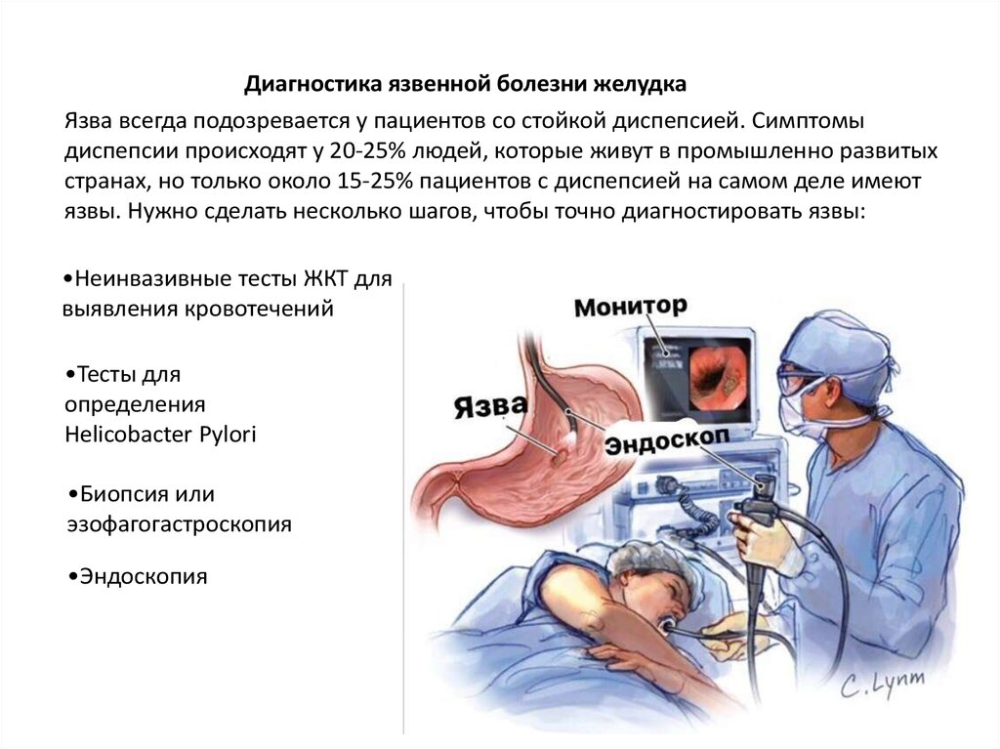 Диагностика язвенной болезни желудка
Язва всегда подозревается у пациентов со стойкой диспепсией. Симптомы
диспепсии происходят у 20-25% людей, которые живут в промышленно развитых
странах, но только около 15-25% пациентов с диспепсией на самом деле имеют
язвы. Нужно сделать несколько шагов, чтобы точно диагностировать язвы:
•Неинвазивные тесты ЖКТ для
выявления кровотечений
•Тесты для
определения
Helicobacter Pylori
•Биопсия или
эзофагогастроскопия
•Эндоскопия
Монитор
Язва
Эндоскоп
C. Lynm